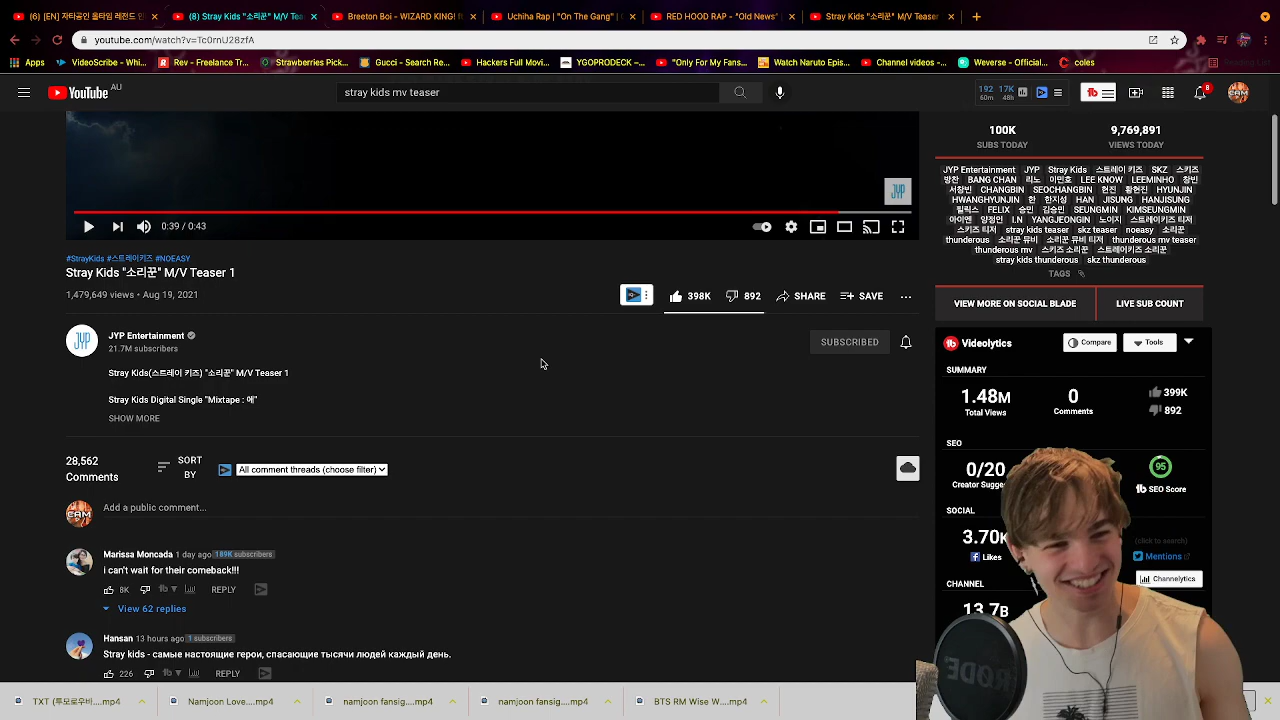 (6) [EN] 자타공인 올타임 레전드 인
(8) Stray Kids "소리꾼" M/V Tea
Breeton Boi - WIZARD KING! f
Uchiha Rap | "On The Gang" |
RED HOOD RAP - "Old News"
Stray Kids "소리꾼" M/V Tease
youtube.com/watch?v=Tc0rnU28zfA
Apps
VideoScribe - Whi...
Rev - Freelance Tr...
Strawberries Pick...
Gucci - Search Re...
Hackers Full Movi...
YGOPRODECK –...
"Only For My Fans...
Watch Naruto Epis...
Channel videos -...
Weverse - Official...
coles
Reading List
YouTube AU
stray kids mv teaser
192 60m
17K 48h
8
100K
SUBS TODAY
9,769,891
VIEWS TODAY
JYP Entertainment JYP Stray Kids 스트레이 키즈 SKZ 스키즈
방찬 BANG CHAN 리노 이민호 LEE KNOW LEEMINHO 창빈
서창빈 CHANGBIN SEOCHANGBIN 현진 황현진 HYUNJIN
HWANGHYUNJIN 한 한지성 HAN JISUNG HANJISUNG
필릭스 FELIX 승민 김승민 SEUNGMIN KIMSEUNGMIN
아이엔 양정인 I.N YANGJEONGIN 노이지 스트레이키즈 티저
스키즈 티저 stray kids teaser skz teaser noeasy 소리꾼
thunderous 소리꾼 뮤비 소리꾼 뮤비 티저 thunderous mv teaser
thunderous mv 스키즈 소리꾼 스트레이키즈 소리꾼
stray kids thunderous skz thunderous
TAGS
JYP
0:39 / 0:43
#StrayKids #스트레이키즈 #NOEASY
Stray Kids "소리꾼" M/V Teaser 1
1,479,649 views • Aug 19, 2021
398K
892
SHARE
SAVE
VIEW MORE ON SOCIAL BLADE
LIVE SUB COUNT
JYP
JYP Entertainment
21.7M subscribers
SUBSCRIBED
Stray Kids(스트레이 키즈) "소리꾼" M/V Teaser 1
Stray Kids Digital Single "Mixtape : 애"
SHOW MORE
Videolytics
Compare
Tools
SUMMARY
1.48M
Total Views
0
Comments
399K
892
SEO
0/20
Creator Sugge
95
SEO Score
SOCIAL
3.70K
Likes
(click to search)
Mentions
CHANNEL
Channelytics
13.7B
28,562
Comments
SORT
BY
All comment threads (choose filter)
Add a public comment...
Marissa Moncada 1 day ago 189K subscribers
i can't wait for their comeback!!!
8K
REPLY
View 62 replies
Hansan 13 hours ago 1 subscribers
Stray kids - самые настоящие герои, спасающие тысячи людей каждый день.
226
REPLY
RØDE
TXT (투모로우바 ....mp4
Namjoon Love....mp4
BTS RM Wise W....mp4